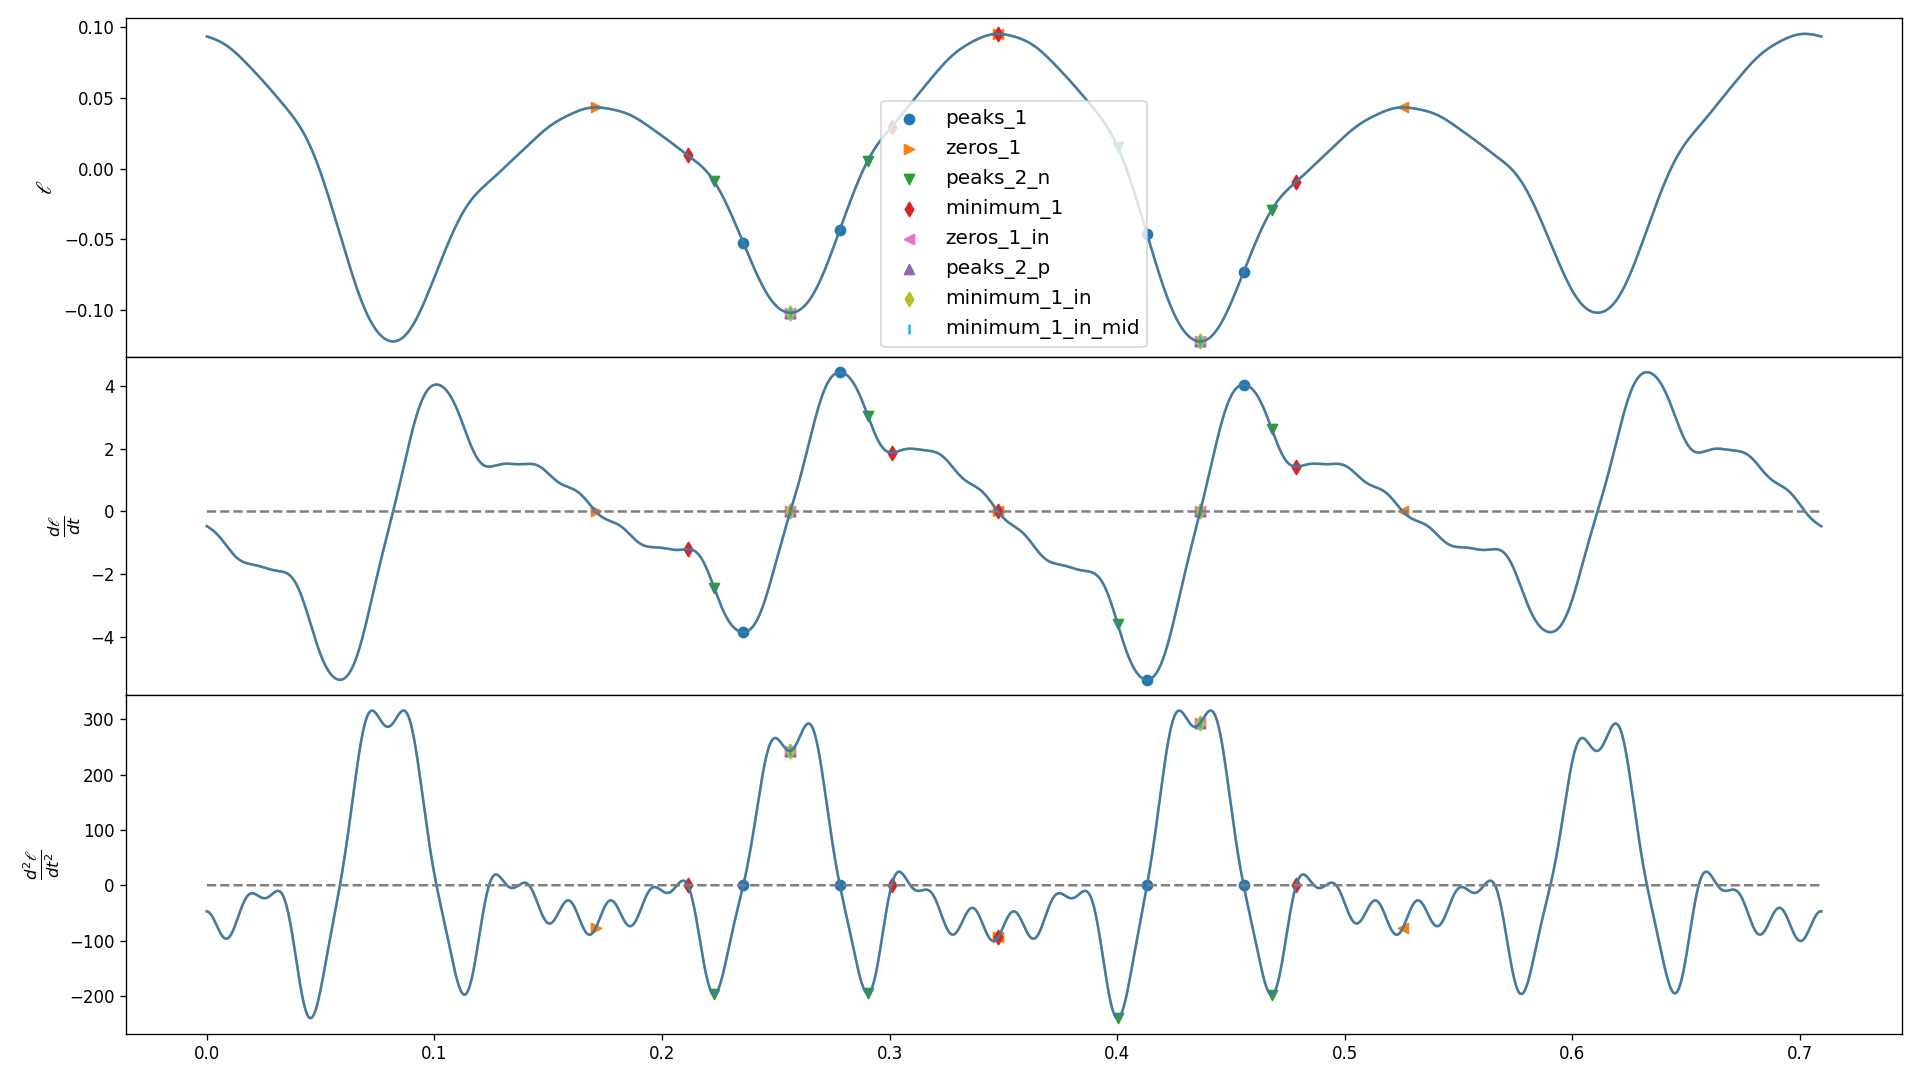 0.10
0.05
0.00
−0.05
−0.10
ℓ
peaks_1
zeros_1
peaks_2_n
minimum_1
zeros_1_in
peaks_2_p
minimum_1_in
minimum_1_in_mid
4
2
0
−2
−4
dℓ
dt
300
200
100
0
−100
−200
d²ℓ
dt²
0.0 0.1 0.2 0.3 0.4 0.5 0.6 0.7